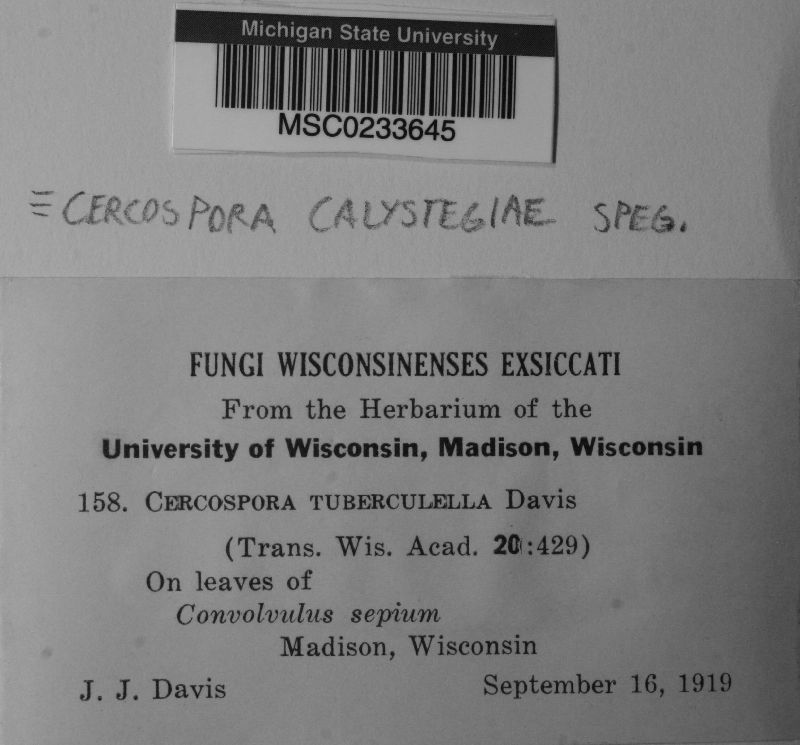 Michigan State University
MSC0233645
= CERCOSPORA CALYSTEGIAE SPEG.
FUNGI WISCONSINENSES EXSICCATI
From the Herbarium of the
University of Wisconsin, Madison, Wisconsin
158. CERCOSPORA TUBERCULELLA Davis
(Trans. Wis. Acad. 20:429)
On leaves of
Convolvulus sepium
Madison, Wisconsin
J. J. Davis September 16, 1919